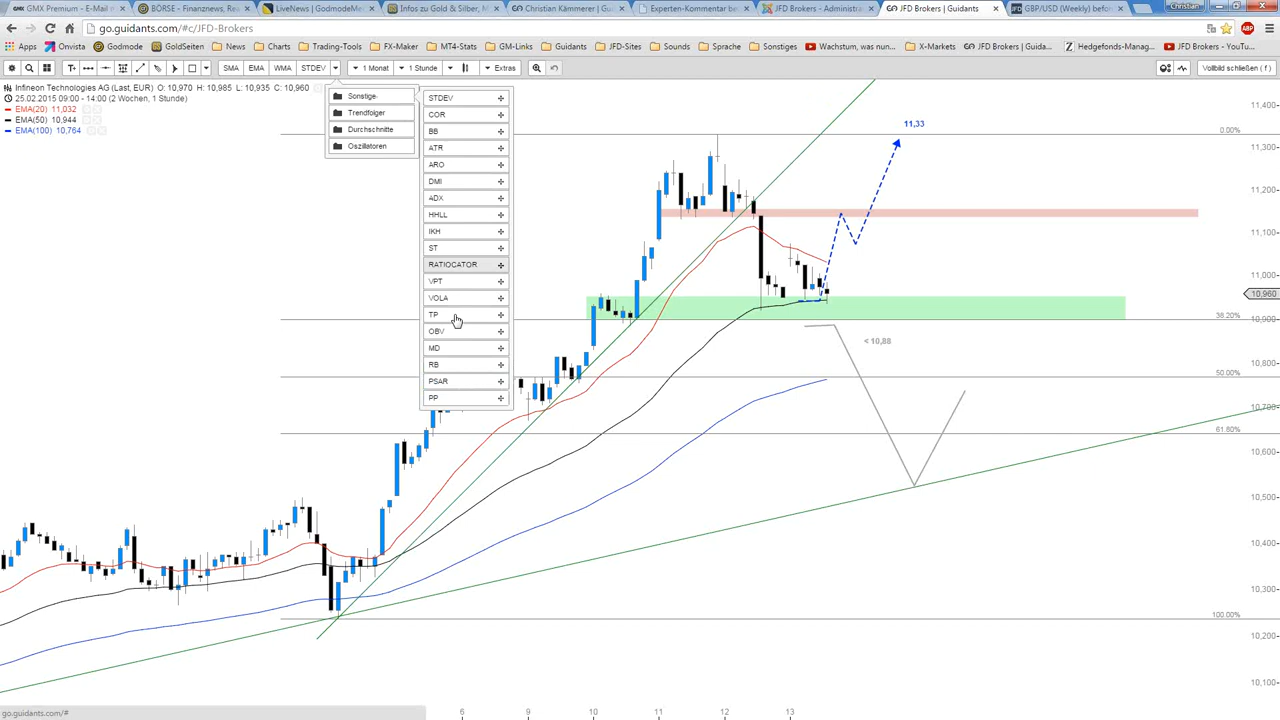 GMX Premium - E-Mail
BÖRSE - Finanznews, Rea
LiveNews | GodmodeMe
Infos zu Gold & Silber, M
Christian Kämmerer | Gu
Experten-Kommentar be
JFD Brokers - Administra
JFD Brokers | Guidants
GBP/USD (Weekly) befor
Christian
go.guidants.com/#c/JFD-Brokers
Apps
Onvista
Godmode
GoldSeiten
News
Charts
Trading-Tools
FX-Maker
MT4-Stats
GM-Links
Guidants
JFD-Sites
Sounds
Sprache
Sonstiges
Wachstum, was nun...
X-Markets
JFD Brokers | Guidants
Hedgefonds-Manag...
JFD Brokers - YouTu...
SMA
EMA
WMA
STDEV
1 Monat
1 Stunde
Extras
Vollbild schließen ( f )
Infineon Technologies AG (Last, EUR) O: 10,970 H: 10,985 L: 10,935 C: 10,960
25.02.2015 09:00 - 14:00 (2 Wochen, 1 Stunde)
EMA(20) 11,032
EMA(50) 10,944
EMA(100) 10,764
Sonstige
Trendfolger
Durchschnitte
Oszillatoren
STDEV
COR
BB
ATR
ARO
DMI
ADX
HHLL
IKH
ST
RATIOCATOR
VPT
VOLA
TP
OBV
MD
RB
PSAR
PP
11,33
< 10,88
0.00%
38.20%
50.00%
61.80%
100.00%
11,400
11,300
11,200
11,100
11,000
10,960
10,900
10,800
10,700
10,600
10,500
10,400
10,300
10,200
10,100
6
9
10
11
12
13
go.guidants.com/#